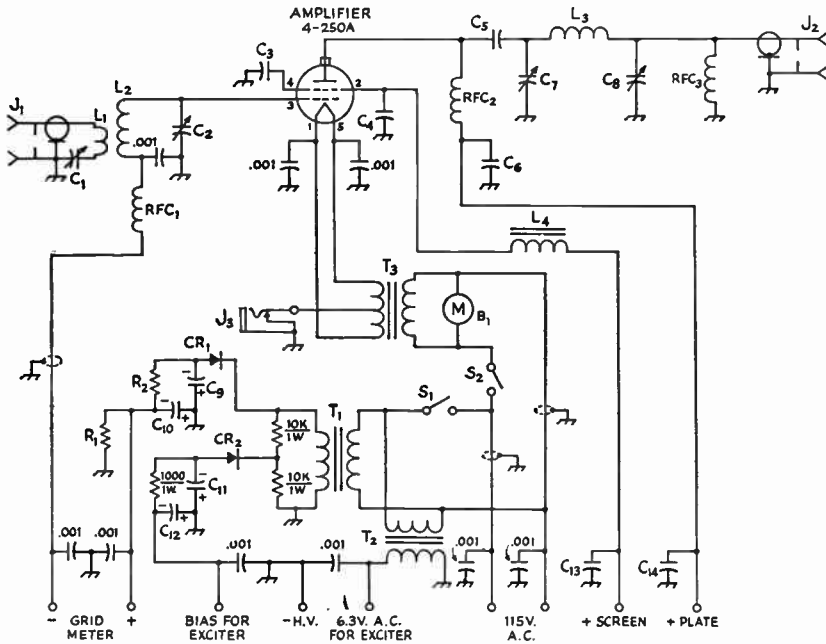 AMPLIFIER
4-250A
C5
L3
J2
C3
4
2
3
1
5
RFC2
C7
C8
RFC3
J1
L1
L2
C2
C4
.001
C1
.001
.001
C6
RFC1
L4
T3
J3
M
B1
CR1
S2
R2
C9
S1
C10
R1
10K
1W
T1
CR2
1000
1W
C11
10K
1W
C12
T2
.001
.001
.001
.001
.001
.001
C13
C14
-
GRID
METER
+
BIAS FOR
EXCITER
-H.V.
6.3V. A.C.
FOR EXCITER
115V.
A.C.
+ SCREEN
+ PLATE